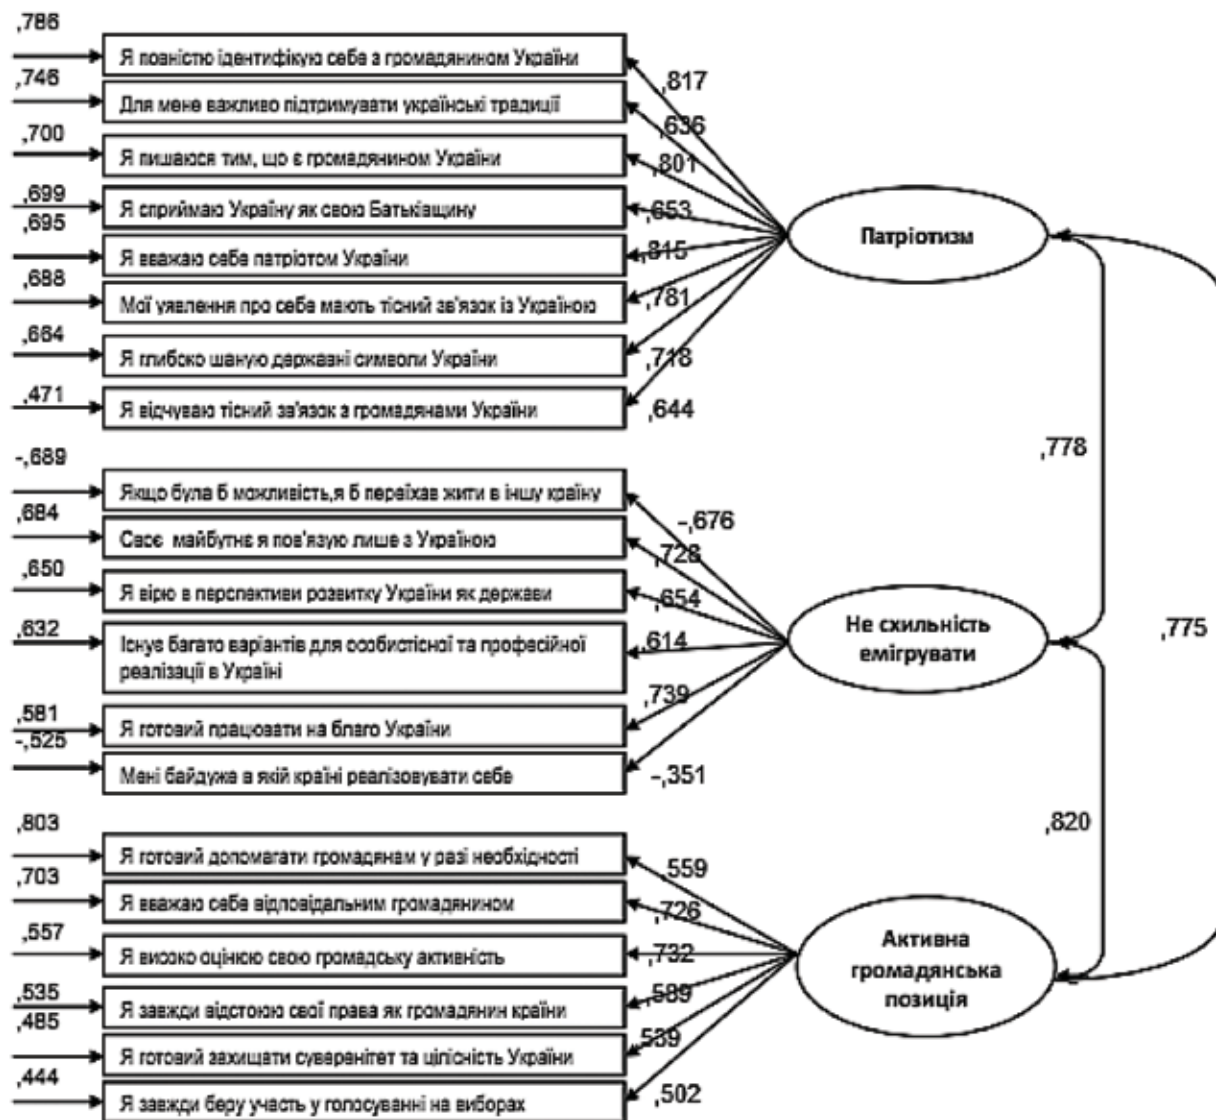 ,786
Я повністю ідентифікую себе з громадянином України
,817
,746
Для мене важливо підтримувати українські традиції
,636
,700
Я пишаюся тим, що є громадянином України
,801
,699
Я сприймаю Україну як свою Батьківщину
,653
,695
Я вважаю себе патріотом України
,815
,688
Мої уявлення про себе мають тісний зв'язок із Україною
,781
,664
Я глибоко шаную державні символи України
,718
,471
Я відчуваю тісний зв'язок з громадянами України
,644
Патріотизм
,778
-,689
Якщо була б можливість,я б переїхав жити в іншу країну
-,676
,684
Своє майбутнє я пов'язую лише з Україною
,728
,650
Я вірю в перспективи розвитку України як держави
,654
,632
Існує багато варіантів для особистісної та професійної
реалізації в Україні
,614
,581
Я готовий працювати на благо України
,739
-,525
Мені байдуже в якій країні реалізовувати себе
-,351
Не схильність
емігрувати
,775
,820
,803
Я готовий допомагати громадянам у разі необхідності
,559
,703
Я вважаю себе відповідальним громадянином
,726
,557
Я високо оцінюю свою громадську активність
,732
,535
Я завжди відстоюю свої права як громадянин країни
,589
,485
Я готовий захищати суверенітет та цілісність України
,539
,444
Я завжди беру участь у голосуванні на виборах
,502
Активна
громадянська
позиція